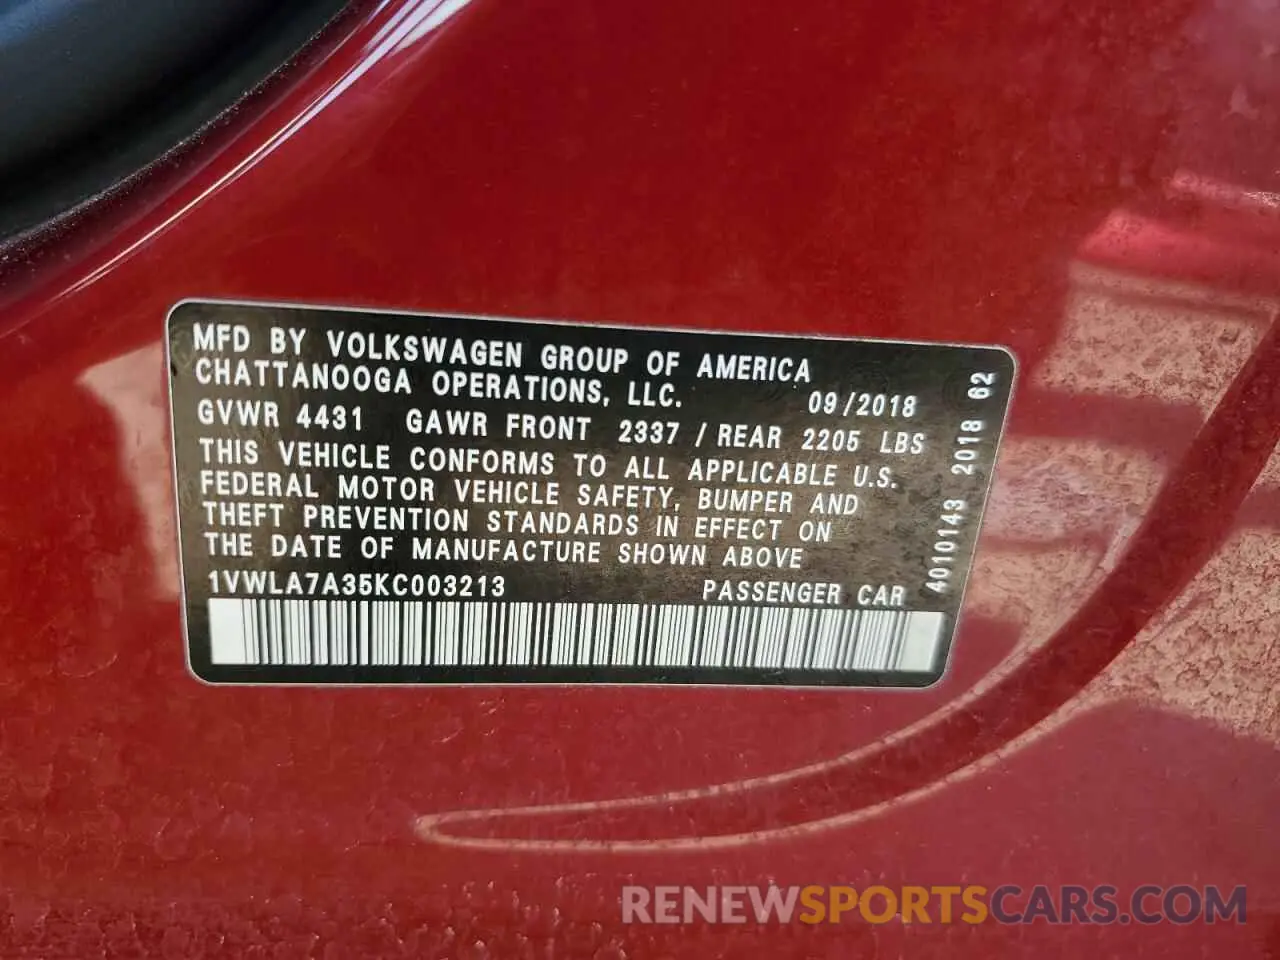 MFD BY VOLKSWAGEN GROUP OF AMERICA
CHATTANOOGA OPERATIONS, LLC. 09/2018
GVWR 4431 GAWR FRONT 2337 / REAR 2205 LBS
THIS VEHICLE CONFORMS TO ALL APPLICABLE U.S.
FEDERAL MOTOR VEHICLE SAFETY, BUMPER AND
THEFT PREVENTION STANDARDS IN EFFECT ON
THE DATE OF MANUFACTURE SHOWN ABOVE
1VWLA7A35KC003213 PASSENGER CAR
4010143 2018 62
RENEWSPORTSCARS.COM